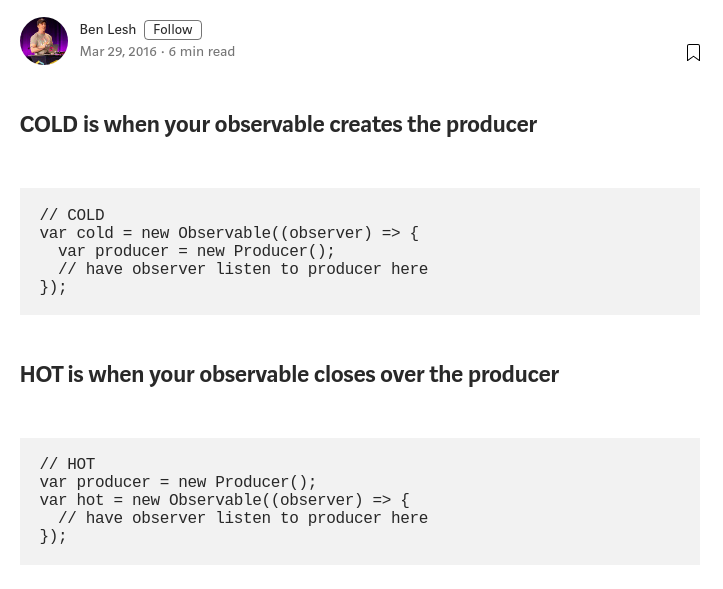 Ben Lesh Follow
Mar 29, 2016 · 6 min read
COLD is when your observable creates the producer
// COLD
var cold = new Observable((observer) => {
  var producer = new Producer();
  // have observer listen to producer here
});
HOT is when your observable closes over the producer
// HOT
var producer = new Producer();
var hot = new Observable((observer) => {
  // have observer listen to producer here
});